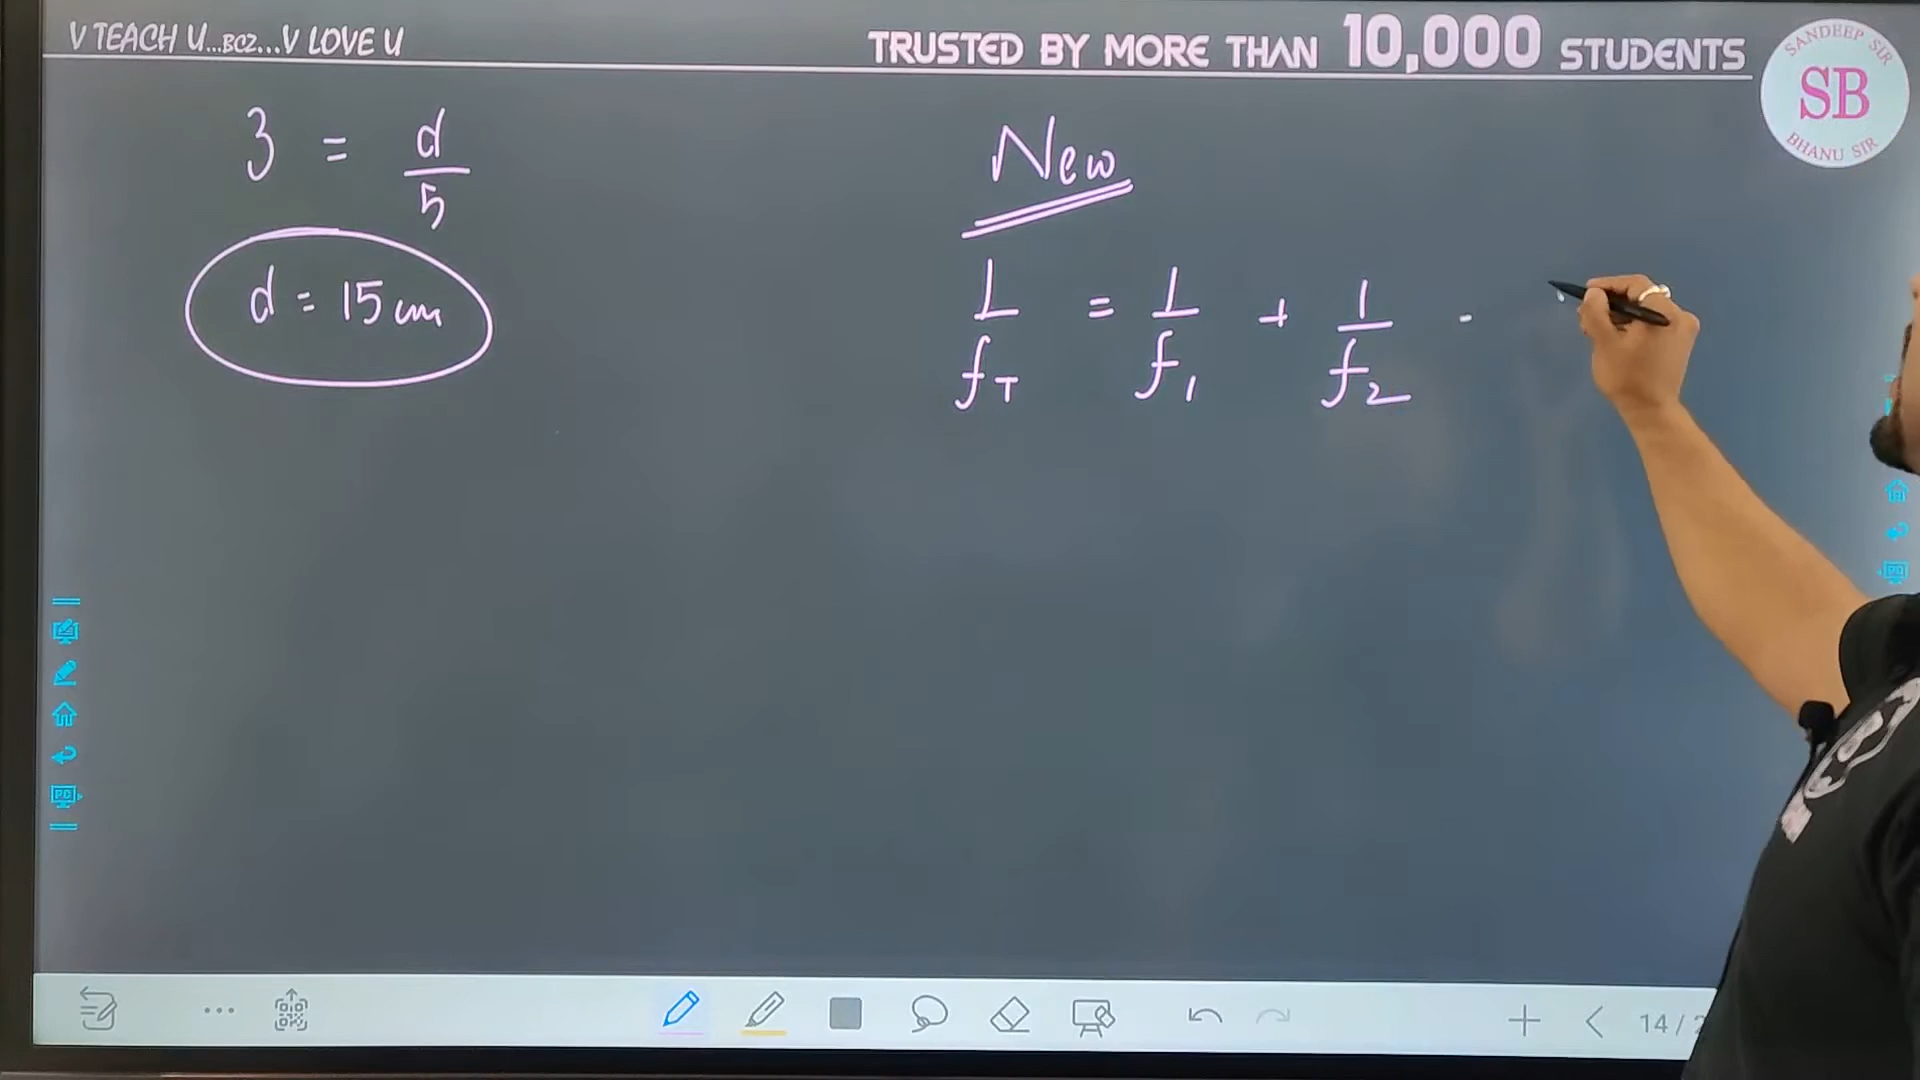 V TEACH U...BCZ...V LOVE U
TRUSTED BY MORE THAN 10,000 STUDENTS
SANDEEP SIR
SB
BHANU SIR
3 = d/5
d = 15 cm
New
1/fT = 1/f1 + 1/f2 -
14 / 2